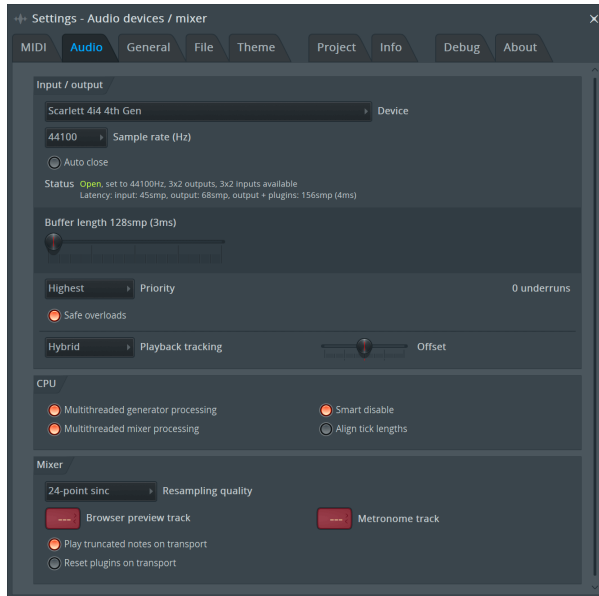 Settings - Audio devices / mixer
MIDI Audio General File Theme Project Info Debug About
Input / output
Scarlett 4i4 4th Gen Device
44100 Sample rate (Hz)
Auto close
Status Open, set to 44100Hz, 3x2 outputs, 3x2 inputs available
Latency: input: 45smp, output: 68smp, output + plugins: 156smp (4ms)
Buffer length 128smp (3ms)
Highest Priority 0 underruns
Safe overloads
Hybrid Playback tracking Offset
CPU
Multithreaded generator processing Smart disable
Multithreaded mixer processing Align tick lengths
Mixer
24-point sinc Resampling quality
--- Browser preview track --- Metronome track
Play truncated notes on transport
Reset plugins on transport